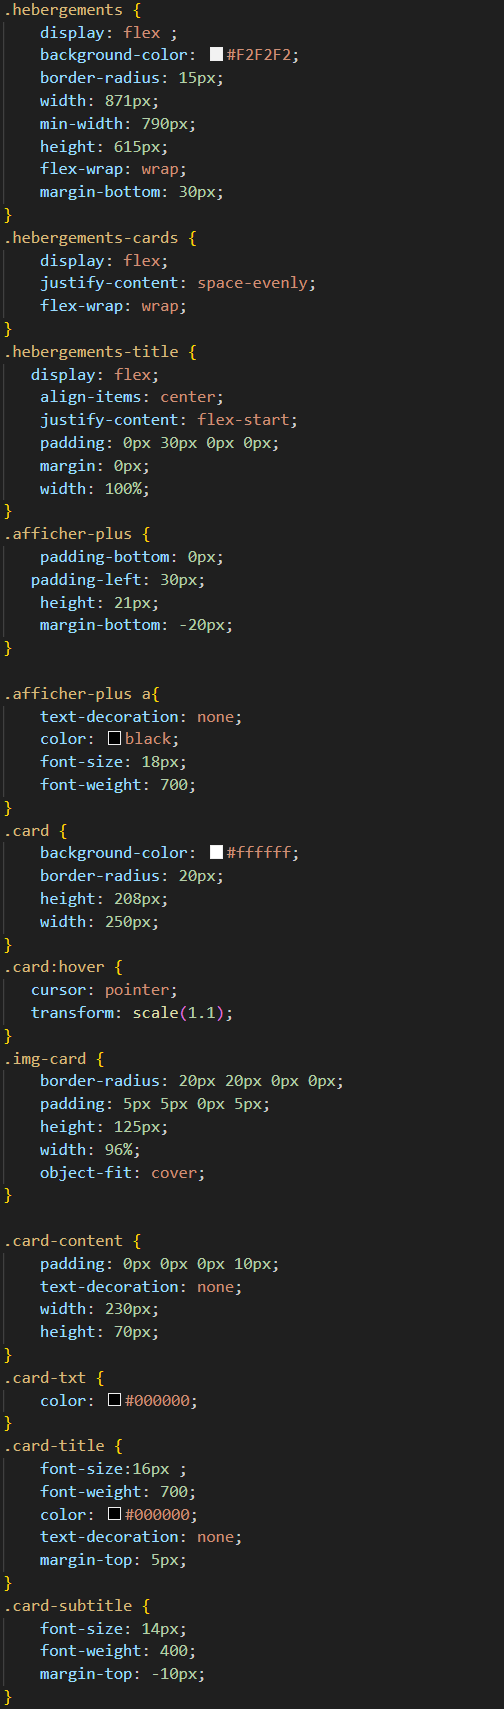 .hebergements {
    display: flex ;
    background-color: #F2F2F2;
    border-radius: 15px;
    width: 871px;
    min-width: 790px;
    height: 615px;
    flex-wrap: wrap;
    margin-bottom: 30px;
}
.hebergements-cards {
    display: flex;
    justify-content: space-evenly;
    flex-wrap: wrap;
}
.hebergements-title {
   display: flex;
    align-items: center;
    justify-content: flex-start;
    padding: 0px 30px 0px 0px;
    margin: 0px;
    width: 100%;
}
.afficher-plus {
    padding-bottom: 0px;
   padding-left: 30px;
    height: 21px;
    margin-bottom: -20px;
}

.afficher-plus a{
    text-decoration: none;
    color: black;
    font-size: 18px;
    font-weight: 700;
}
.card {
    background-color: #ffffff;
    border-radius: 20px;
    height: 208px;
    width: 250px;
}
.card:hover {
   cursor: pointer;
   transform: scale(1.1);
}
.img-card {
    border-radius: 20px 20px 0px 0px;
    padding: 5px 5px 0px 5px;
    height: 125px;
    width: 96%;
    object-fit: cover;
}

.card-content {
    padding: 0px 0px 0px 10px;
    text-decoration: none;
    width: 230px;
    height: 70px;
}
.card-txt {
    color: #000000;
}
.card-title {
    font-size:16px ;
    font-weight: 700;
    color: #000000;
    text-decoration: none;
    margin-top: 5px;
}
.card-subtitle {
    font-size: 14px;
    font-weight: 400;
    margin-top: -10px;
}